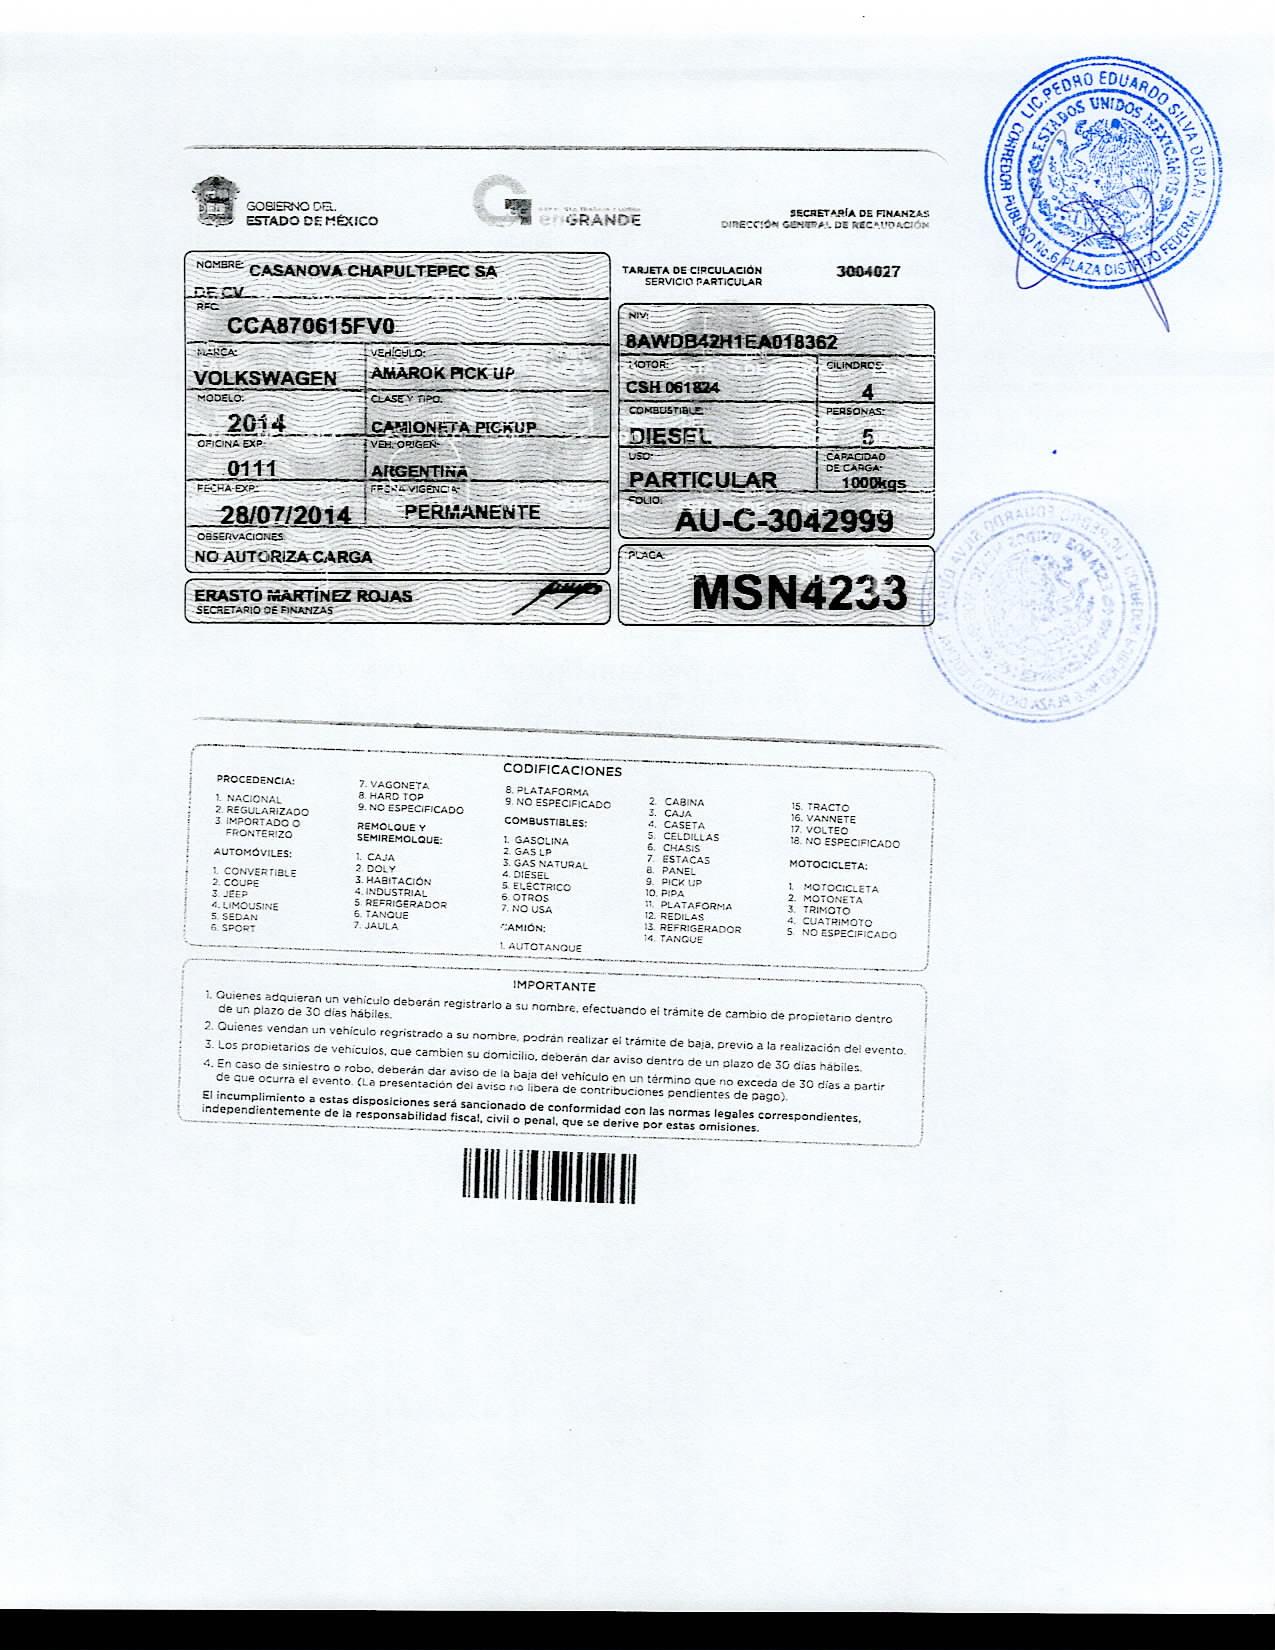 LIC. PEDRO EDUARDO SILVA DURAN
CORREDOR PUBLICO No. 6 PLAZA DISTRITO FEDERAL
ESTADOS UNIDOS MEXICANOS
GOBIERNO DEL
ESTADO DE MÉXICO
enGRANDE
SECRETARÍA DE FINANZAS
DIRECCIÓN GENERAL DE RECAUDACIÓN
NOMBRE: CASANOVA CHAPULTEPEC SA
DE CV
RFC:
CCA870615FV0
MARCA:
VOLKSWAGEN
VEHÍCULO:
AMAROK PICK UP
MODELO:
2014
CLASE Y TIPO:
CAMIONETA PICKUP
OFICINA EXP:
0111
VEH. ORIGEN:
ARGENTINA
FECHA EXP:
28/07/2014
FECHA VIGENCIA:
PERMANENTE
OBSERVACIONES:
NO AUTORIZA CARGA
ERASTO MARTÍNEZ ROJAS
SECRETARIO DE FINANZAS
TARJETA DE CIRCULACIÓN
SERVICIO PARTICULAR
3004027
NIV:
8AWDB42H1EA018362
MOTOR:
CSH 061824
CILINDROS:
4
COMBUSTIBLE:
DIESEL
PERSONAS:
5
USO:
PARTICULAR
CAPACIDAD
DE CARGA:
1000kgs
FOLIO:
AU-C-3042999
PLACA:
MSN4233
CODIFICACIONES
PROCEDENCIA:
1. NACIONAL
2. REGULARIZADO
3. IMPORTADO O
FRONTERIZO
AUTOMÓVILES:
1. CONVERTIBLE
2. COUPE
3. JEEP
4. LIMOUSINE
5. SEDAN
6. SPORT
7. VAGONETA
8. HARD TOP
9. NO ESPECIFICADO
REMOLQUE Y
SEMIREMOLQUE:
1. CAJA
2. DOLY
3. HABITACIÓN
4. INDUSTRIAL
5. REFRIGERADOR
6. TANQUE
7. JAULA
8. PLATAFORMA
9. NO ESPECIFICADO
COMBUSTIBLES:
1. GASOLINA
2. GAS LP
3. GAS NATURAL
4. DIESEL
5. ELÉCTRICO
6. OTROS
7. NO USA
CAMIÓN:
1. AUTOTANQUE
2. CABINA
3. CAJA
4. CASETA
5. CELDILLAS
6. CHASIS
7. ESTACAS
8. PANEL
9. PICK UP
10. PIPA
11. PLATAFORMA
12. REDILAS
13. REFRIGERADOR
14. TANQUE
15. TRACTO
16. VANNETE
17. VOLTEO
18. NO ESPECIFICADO
MOTOCICLETA:
1. MOTOCICLETA
2. MOTONETA
3. TRIMOTO
4. CUATRIMOTO
5. NO ESPECIFICADO
IMPORTANTE
1. Quienes adquieran un vehículo deberán registrarlo a su nombre, efectuando el trámite de cambio de propietario dentro
de un plazo de 30 días hábiles.
2. Quienes vendan un vehículo regristrado a su nombre, podrán realizar el trámite de baja, previo a la realización del evento.
3. Los propietarios de vehículos, que cambien su domicilio, deberán dar aviso dentro de un plazo de 30 días hábiles.
4. En caso de siniestro o robo, deberán dar aviso de la baja del vehículo en un término que no exceda de 30 días a partir
de que ocurra el evento. (La presentación del aviso no libera de contribuciones pendientes de pago).
El incumplimiento a estas disposiciones será sancionado de conformidad con las normas legales correspondientes,
independientemente de la responsabilidad fiscal, civil o penal, que se derive por estas omisiones.